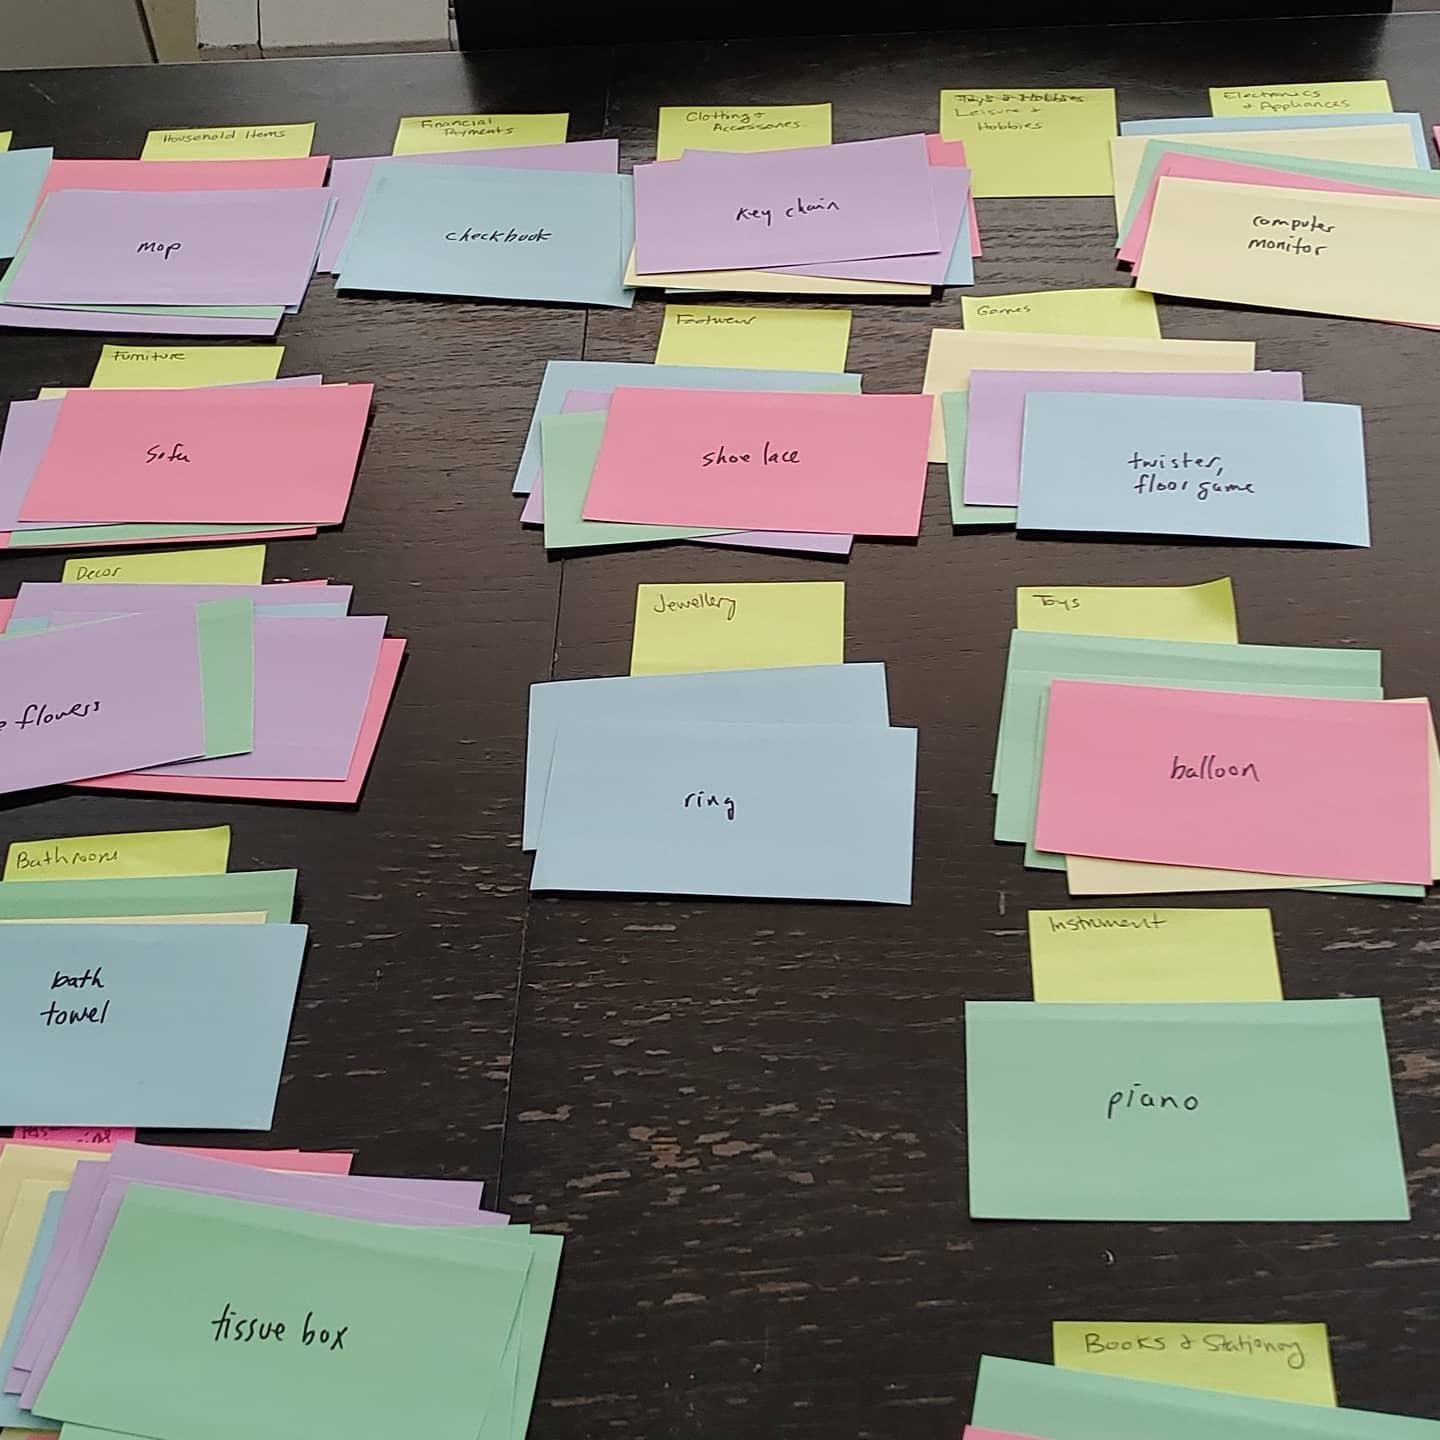 Household Items
mop
Financial
Payments
checkbook
Clothing &
Accessories
key chain
Toys & Hobbies
Leisure &
Hobbies
Electronics
& Appliances
computer
monitor
Furniture
sofa
Footwear
shoe lace
Games
twister,
floor game
Decor
flowers
Jewellery
ring
Toys
balloon
Bathroom
bath
towel
Instrument
piano
tissue box
Books & Stationery